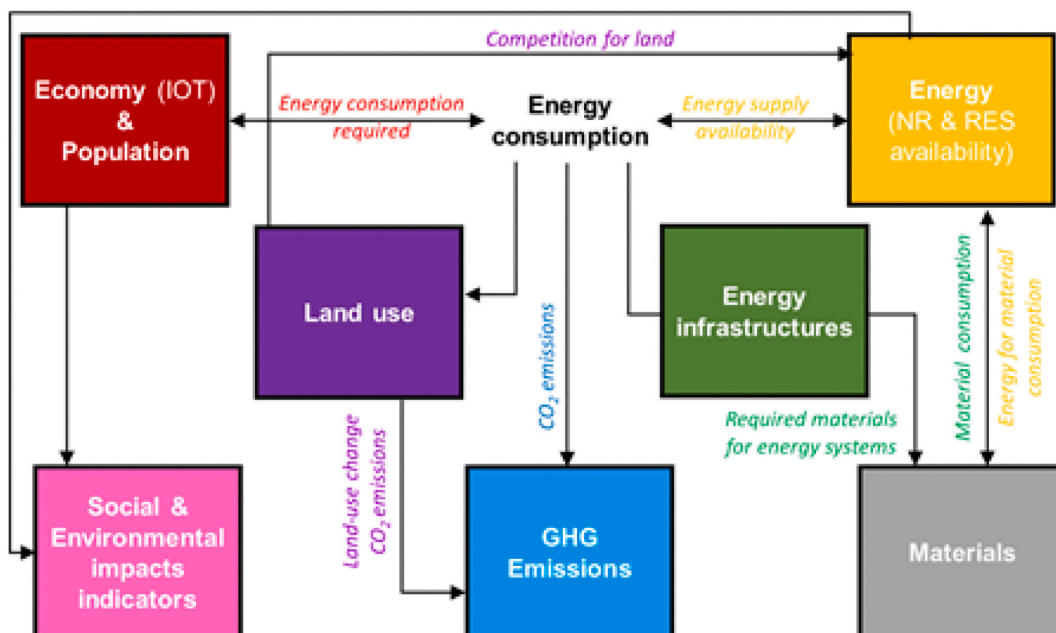 Competition for land
Economy (IOT)
&
Population
Energy consumption
required
Energy
consumption
Energy supply
availability
Energy
(NR & RES
availability)
Land use
Energy
infrastructures
CO₂ emissions
Material consumption
Energy for material
consumption
Required materials
for energy systems
Land-use change
CO₂ emissions
Social &
Environmental
impacts
indicators
GHG
Emissions
Materials